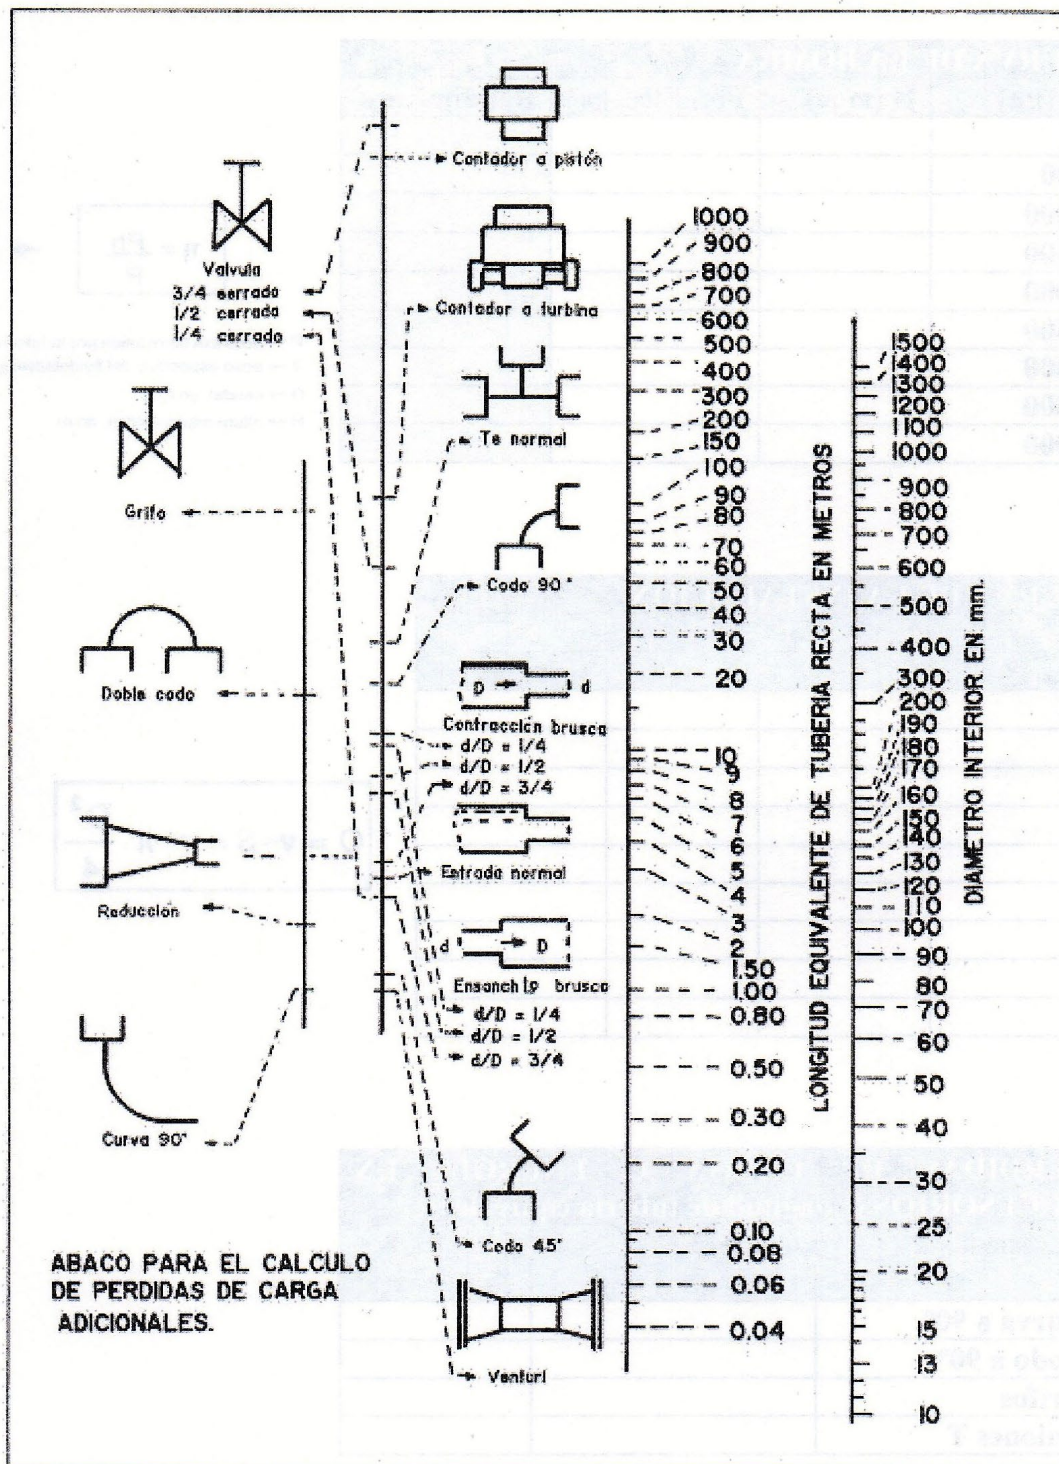 Contador a pistón
Valvula
3/4 serrado
1/2 cerrado
1/4 cerrado
Contador a turbina
Te normal
Grifo
Codo 90°
Doble codo
D
d
Contracción brusca
d/D = 1/4
d/D = 1/2
d/D = 3/4
Entrada normal
Reducción
d
D
Ensanche brusco
d/D = 1/4
d/D = 1/2
d/D = 3/4
Curva 90°
Codo 45°
Venturi
ABACO PARA EL CALCULO
DE PERDIDAS DE CARGA
ADICIONALES.
1000
900
800
700
600
500
400
300
200
150
100
90
80
70
60
50
40
30
20
10
9
8
7
6
5
4
3
2
1.50
1.00
0.80
0.50
0.30
0.20
0.10
0.08
0.06
0.04
LONGITUD EQUIVALENTE DE TUBERIA RECTA EN METROS
1500
1400
1300
1200
1100
1000
900
800
700
600
500
400
300
200
190
180
170
160
150
140
130
120
110
100
90
80
70
60
50
40
30
25
20
15
13
10
DIAMETRO INTERIOR EN mm.